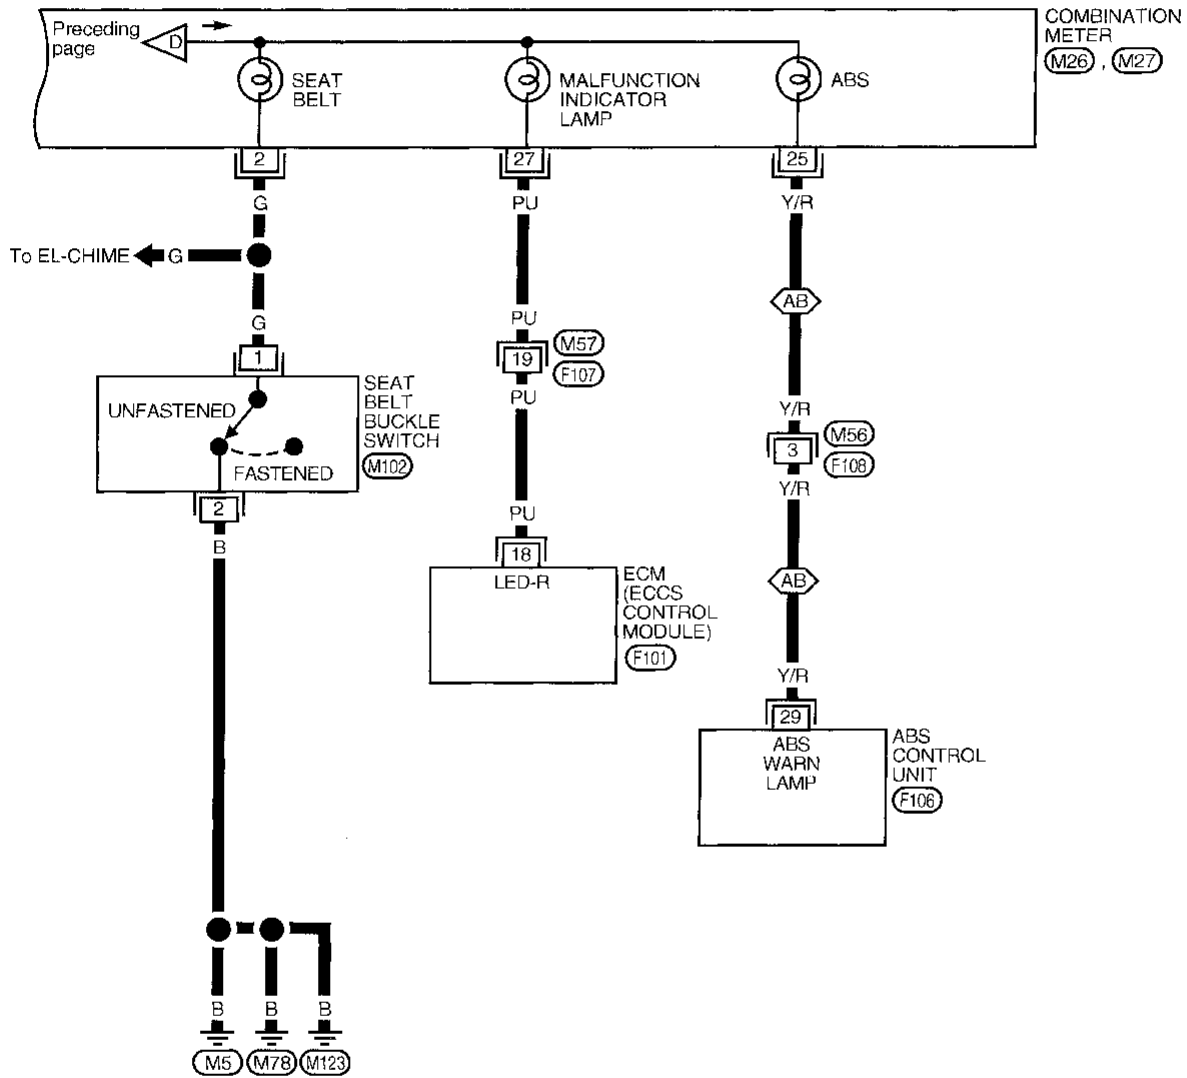 Preceding
page
D
SEAT
BELT
MALFUNCTION
INDICATOR
LAMP
ABS
COMBINATION
METER
M26 , M27
2
27
25
G
PU
Y/R
To EL-CHIME
G
AB
G
PU
1
19
M57
F107
PU
Y/R
UNFASTENED
FASTENED
SEAT
BELT
BUCKLE
SWITCH
M102
3
M56
F108
Y/R
2
B
PU
18
LED-R
ECM
(ECCS
CONTROL
MODULE)
F101
AB
Y/R
29
ABS
WARN
LAMP
ABS
CONTROL
UNIT
F106
B
B
B
M5
M78
M123